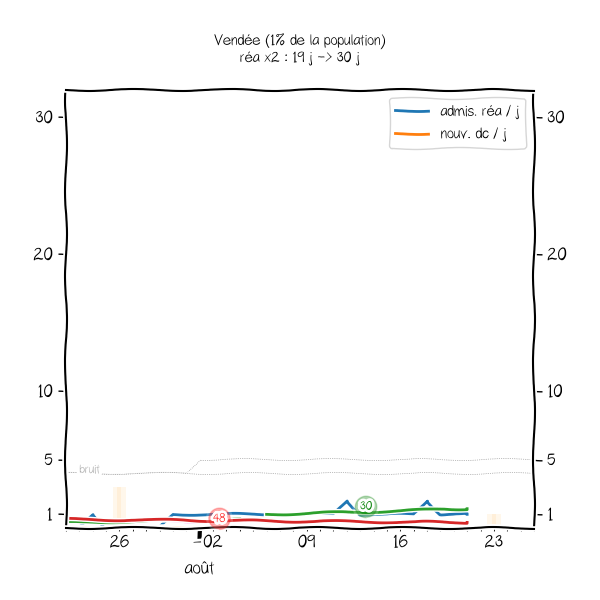 Vendée (1% de la population)
réa x2 : 19 j -> 30 j
admis. réa / j
nouv. dc / j
30 30
20 20
10 10
5 5
bruit
1 1
48 30
26 02 09 16 23
août